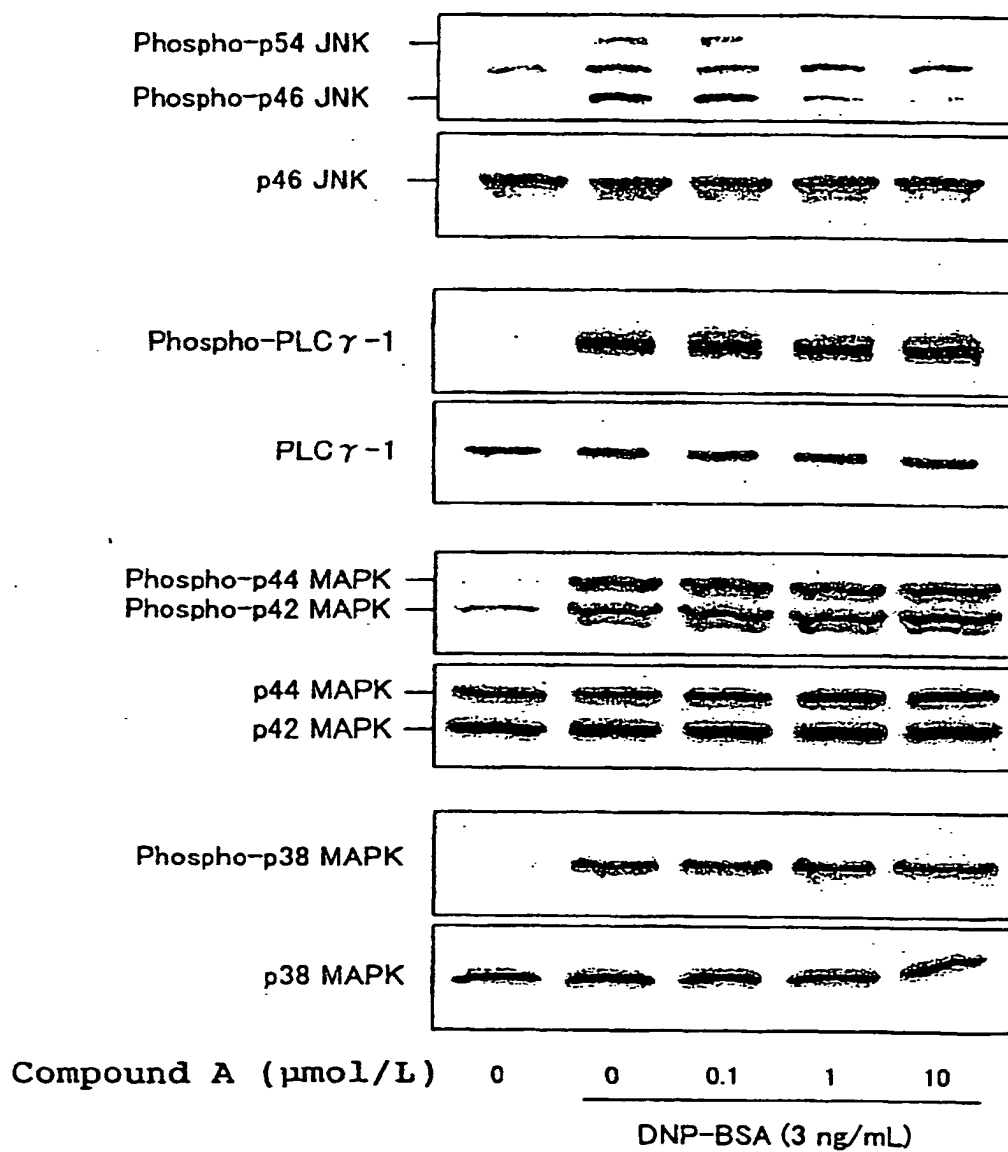 Phospho-p54 JNK
Phospho-p46 JNK
p46 JNK
Phospho-PLCγ-1
PLCγ-1
Phospho-p44 MAPK
Phospho-p42 MAPK
p44 MAPK
p42 MAPK
Phospho-p38 MAPK
p38 MAPK
Compound A (μmol/L) 0 0 0.1 1 10
DNP-BSA (3 ng/mL)